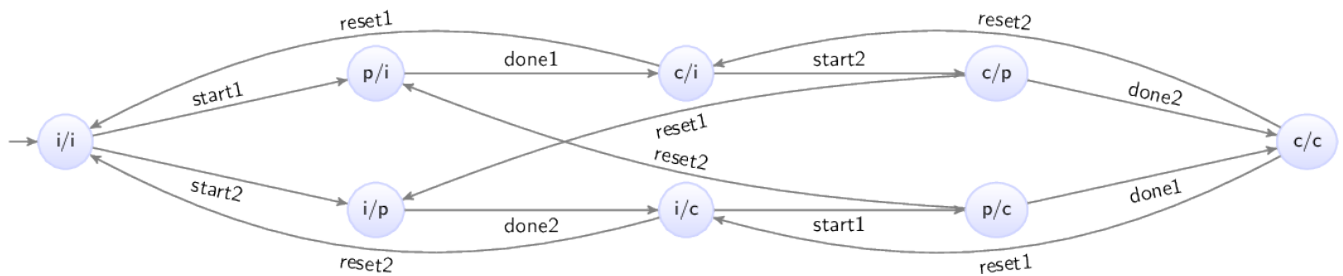 reset1
reset2
p/i
done1
c/i
start2
c/p
start1
done2
reset1
i/i
c/c
reset2
start2
i/p
done2
i/c
start1
p/c
done1
reset2
reset1